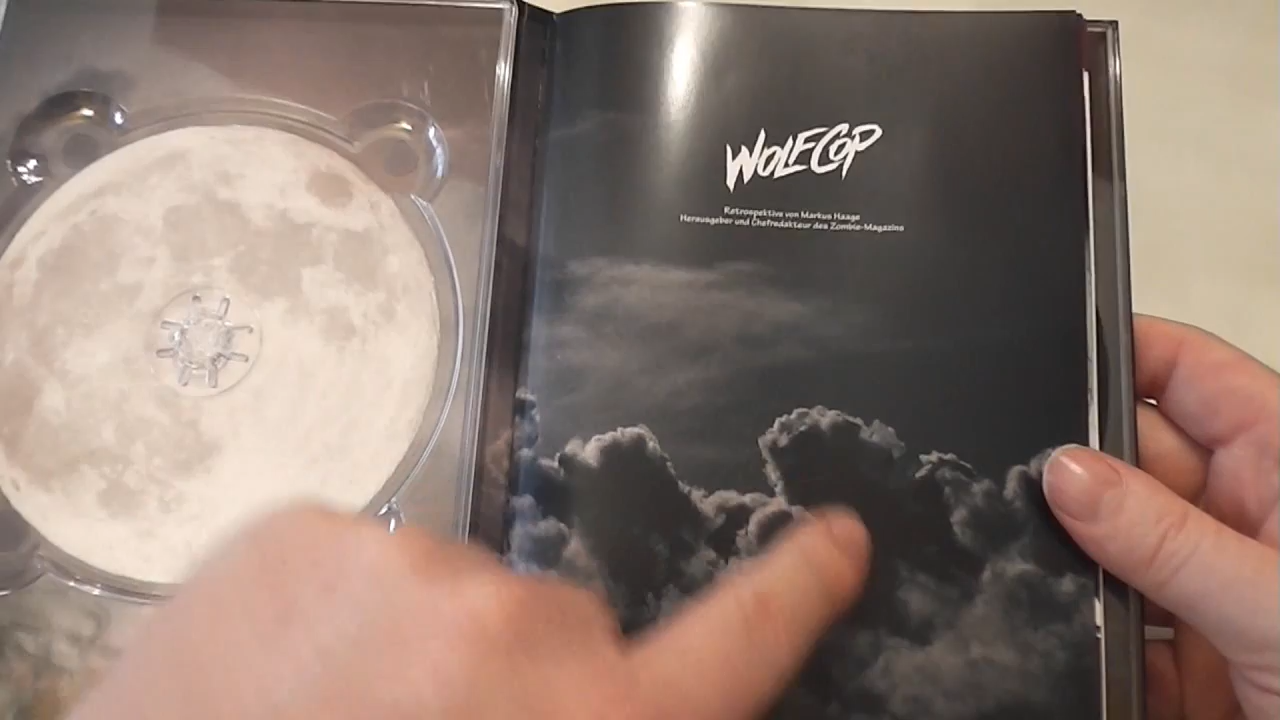 WOLFCOP
Retrospektive von Markus Haage
Herausgeber und Chefredakteur des Zombie-Magazins